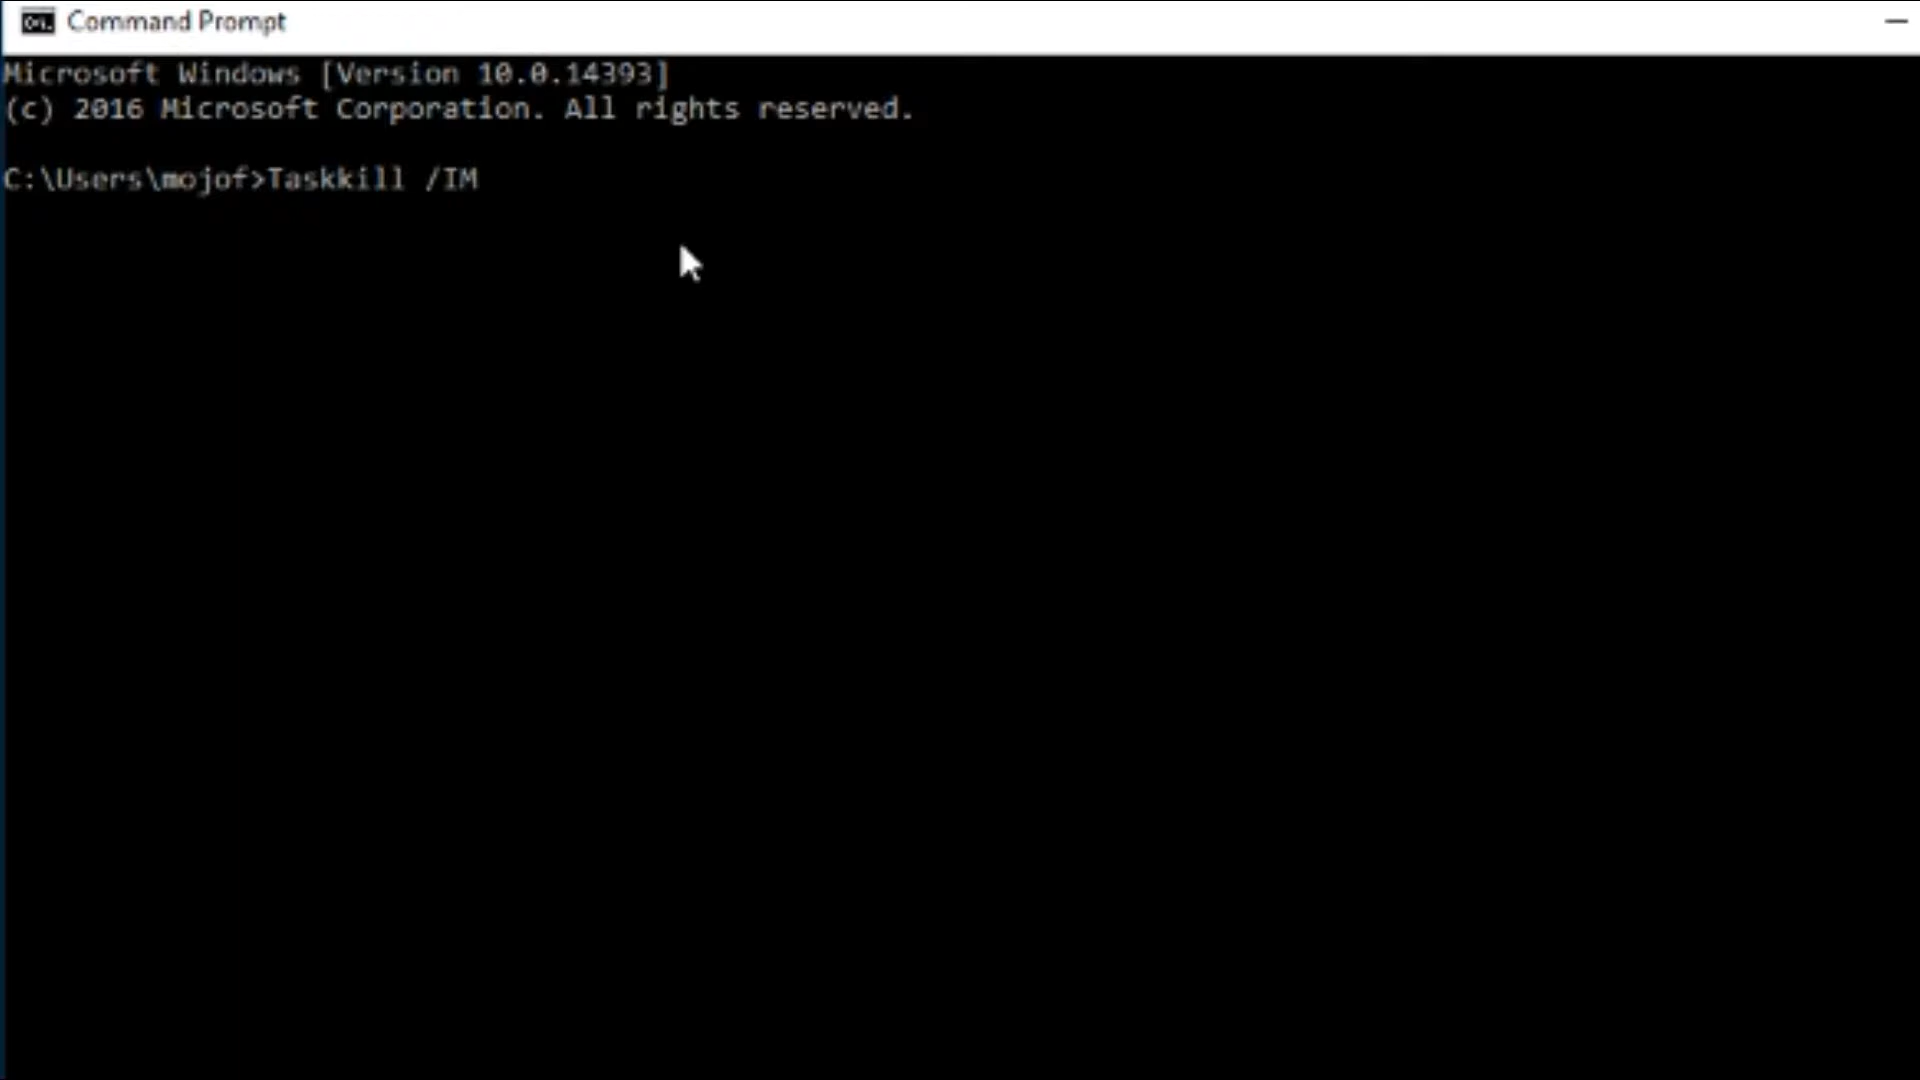 Command Prompt
Microsoft Windows [Version 10.0.14393]
(c) 2016 Microsoft Corporation. All rights reserved.
C:\Users\mojof>Taskkill /IM